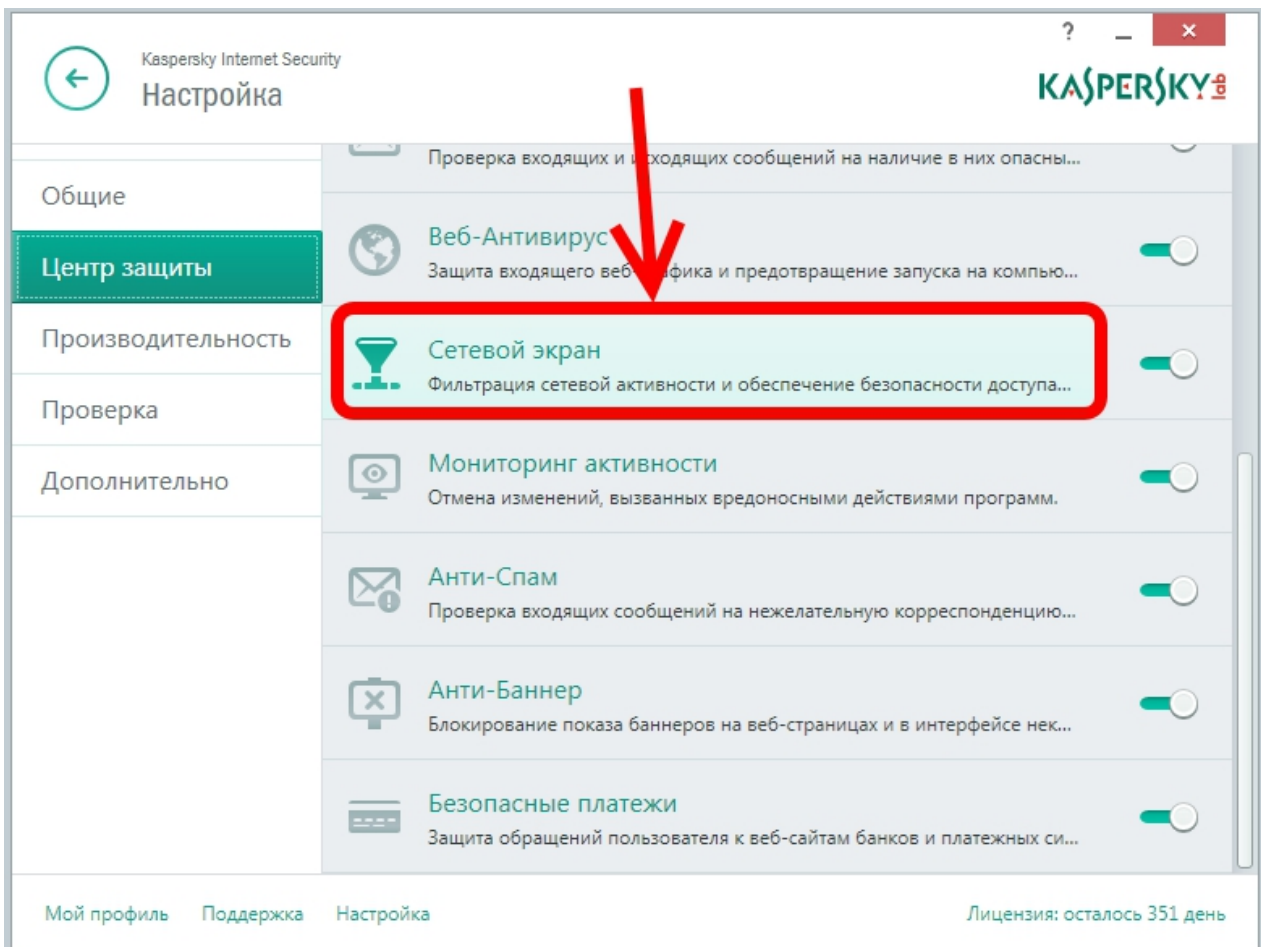 ?
Kaspersky Internet Security
Настройка
KASPERSKY lab
Проверка входящих и исходящих сообщений на наличие в них опасны...
Общие
Центр защиты
Производительность
Проверка
Дополнительно
Веб-Антивирус
Защита входящего веб-трафика и предотвращение запуска на компью...
Сетевой экран
Фильтрация сетевой активности и обеспечение безопасности доступа...
Мониторинг активности
Отмена изменений, вызванных вредоносными действиями программ.
Анти-Спам
Проверка входящих сообщений на нежелательную корреспонденцию...
Анти-Баннер
Блокирование показа баннеров на веб-страницах и в интерфейсе нек...
Безопасные платежи
Защита обращений пользователя к веб-сайтам банков и платежных си...
Мой профиль Поддержка Настройка Лицензия: осталось 351 день